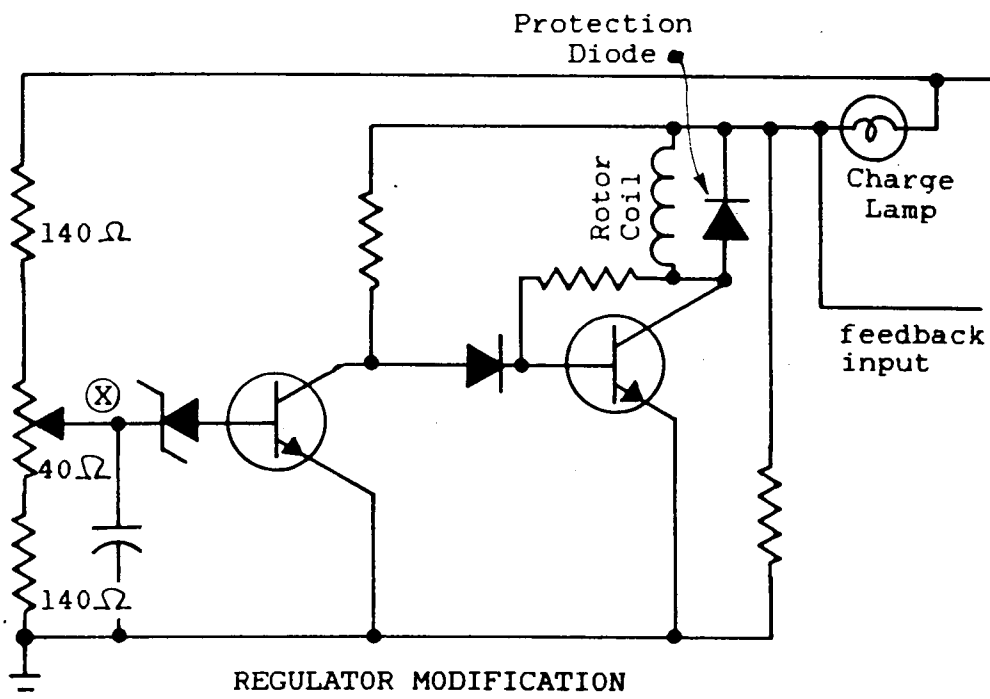 Protection
Diode
Charge
Lamp
Rotor
Coil
140Ω
feedback
input
X
40Ω
140Ω
REGULATOR MODIFICATION